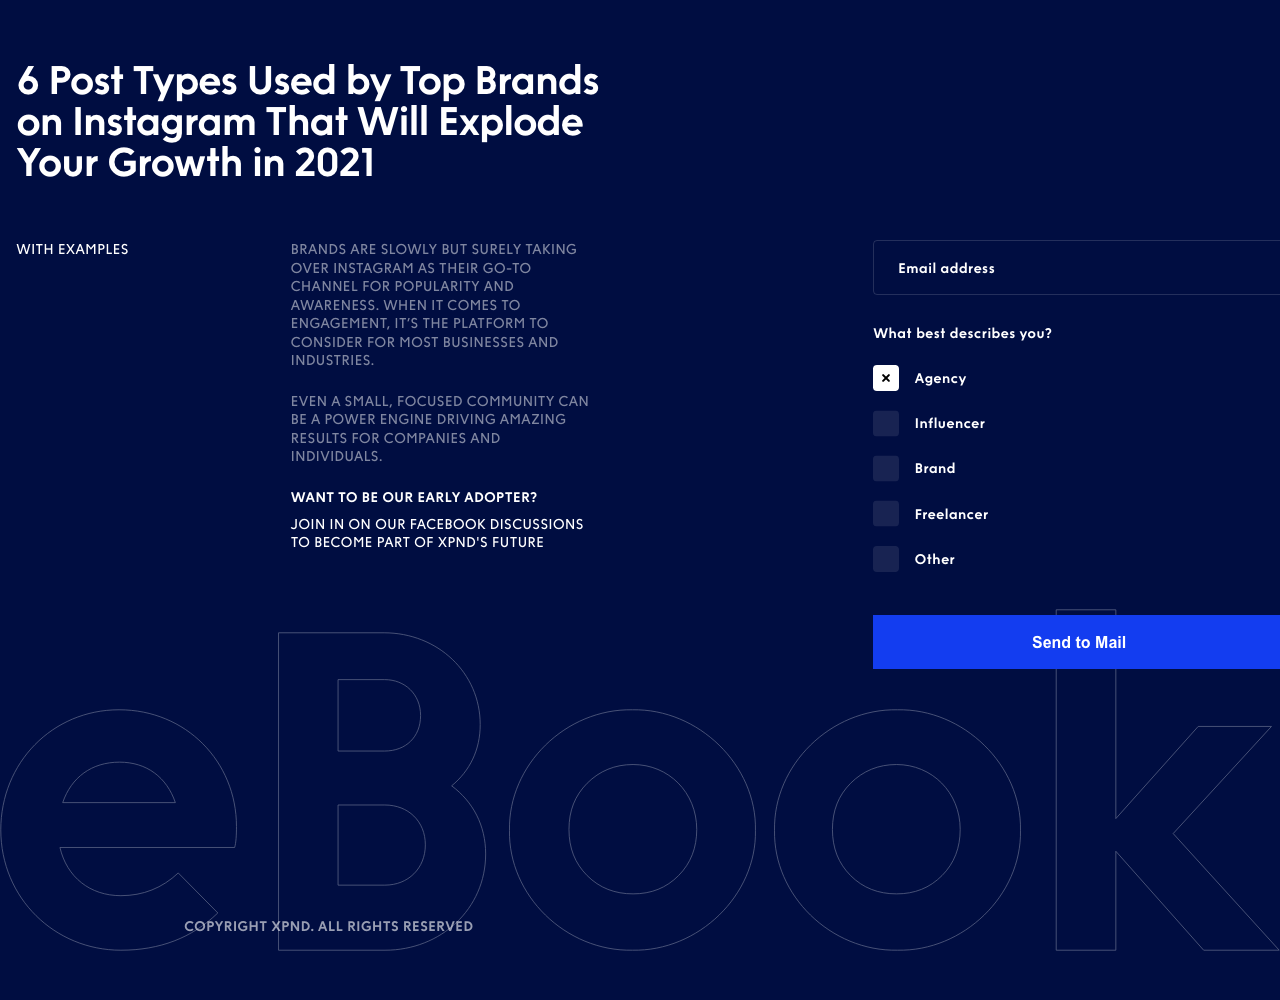 6 Post Types Used by Top Brands
on Instagram That Will Explode
Your Growth in 2021
WITH EXAMPLES
BRANDS ARE SLOWLY BUT SURELY TAKING
OVER INSTAGRAM AS THEIR GO-TO
CHANNEL FOR POPULARITY AND
AWARENESS. WHEN IT COMES TO
ENGAGEMENT, IT’S THE PLATFORM TO
CONSIDER FOR MOST BUSINESSES AND
INDUSTRIES.
EVEN A SMALL, FOCUSED COMMUNITY CAN
BE A POWER ENGINE DRIVING AMAZING
RESULTS FOR COMPANIES AND
INDIVIDUALS.
WANT TO BE OUR EARLY ADOPTER?
JOIN IN ON OUR FACEBOOK DISCUSSIONS
TO BECOME PART OF XPND'S FUTURE
Email address
What best describes you?
Agency
Influencer
Brand
Freelancer
Other
Send to Mail
eBook
COPYRIGHT XPND. ALL RIGHTS RESERVED